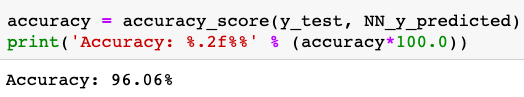 accuracy = accuracy_score(y_test, NN_y_predicted)
print('Accuracy: %.2f%%' % (accuracy*100.0))
Accuracy: 96.06%